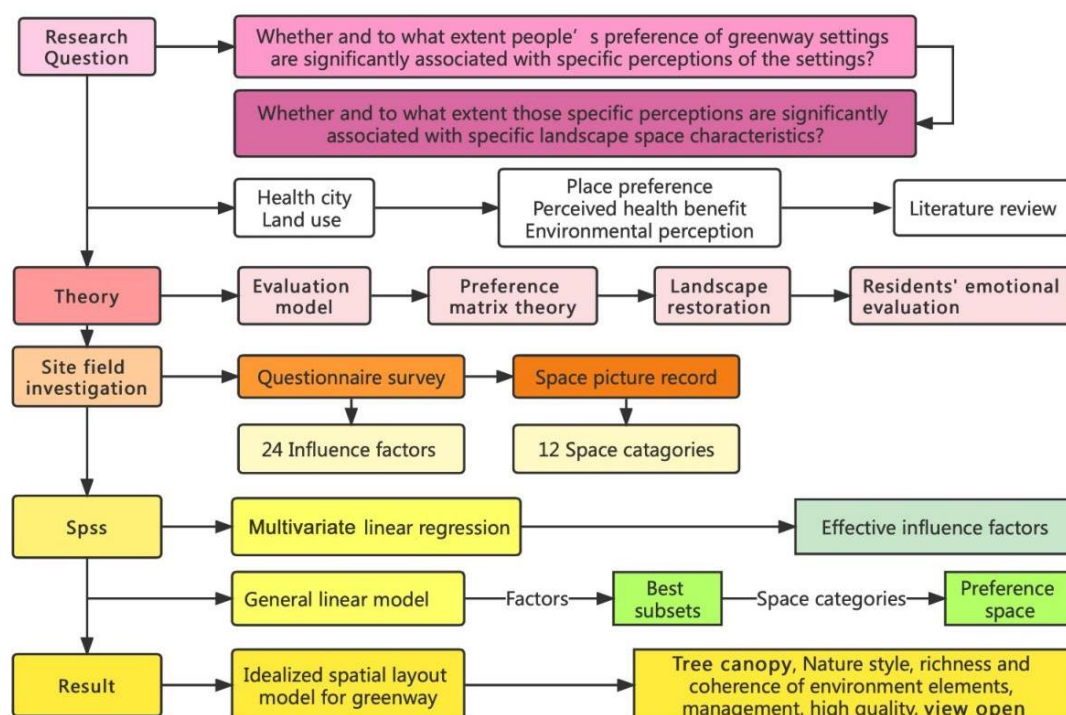 Research
Question
Whether and to what extent people's preference of greenway settings
are significantly associated with specific perceptions of the settings?
Whether and to what extent those specific perceptions are significantly
associated with specific landscape space characteristics?
Health city
Land use
Place preference
Perceived health benefit
Environmental perception
Literature review
Theory
Evaluation
model
Preference
matrix theory
Landscape
restoration
Residents' emotional
evaluation
Site field
investigation
Questionnaire survey
Space picture record
24 Influence factors
12 Space catagories
Spss
Multivariate linear regression
Effective influence factors
General linear model
Factors
Best
subsets
Space categories
Preference
space
Result
Idealized spatial layout
model for greenway
Tree canopy, Nature style, richness and
coherence of environment elements,
management, high quality, view open